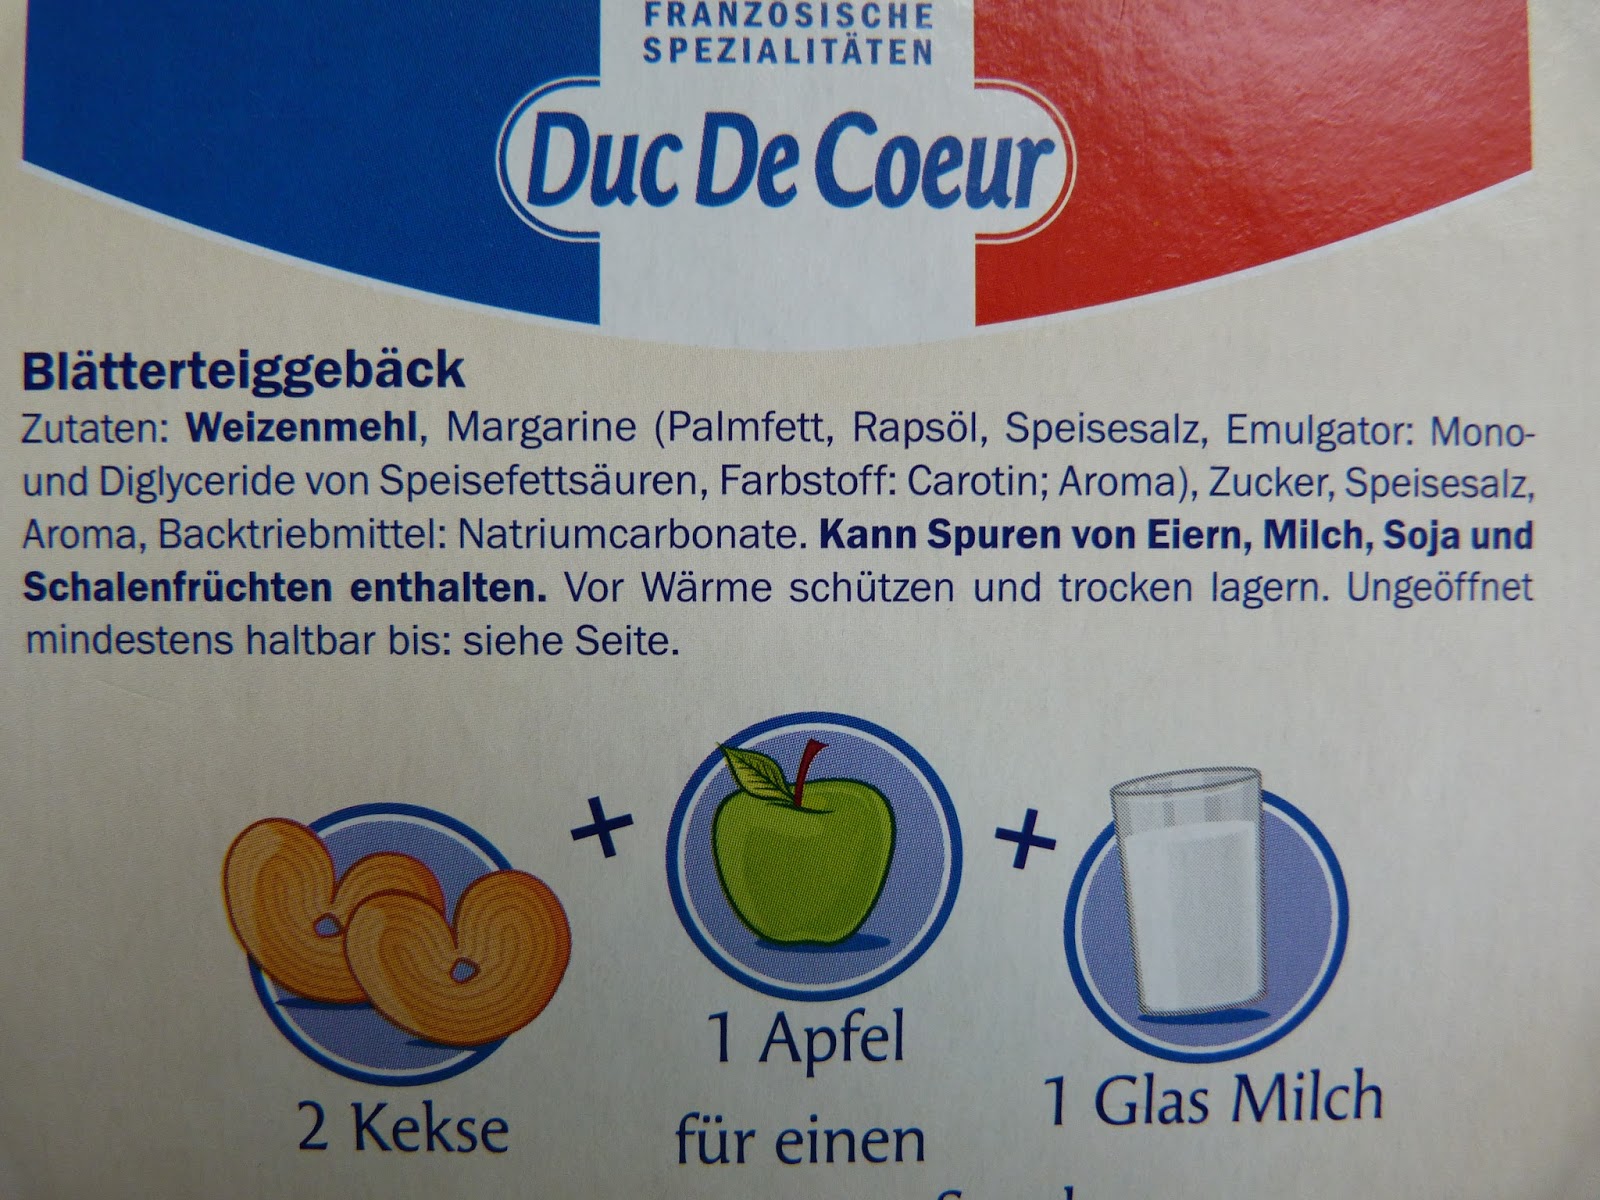 FRANZÖSISCHE
SPEZIALITÄTEN
Duc De Coeur
Blätterteiggebäck
Zutaten: Weizenmehl, Margarine (Palmfett, Rapsöl, Speisesalz, Emulgator: Mono-
und Diglyceride von Speisefettsäuren, Farbstoff: Carotin; Aroma), Zucker, Speisesalz,
Aroma, Backtriebmittel: Natriumcarbonate. Kann Spuren von Eiern, Milch, Soja und
Schalenfrüchten enthalten. Vor Wärme schützen und trocken lagern. Ungeöffnet
mindestens haltbar bis: siehe Seite.
+ +
2 Kekse
1 Apfel
1 Glas Milch
für einen